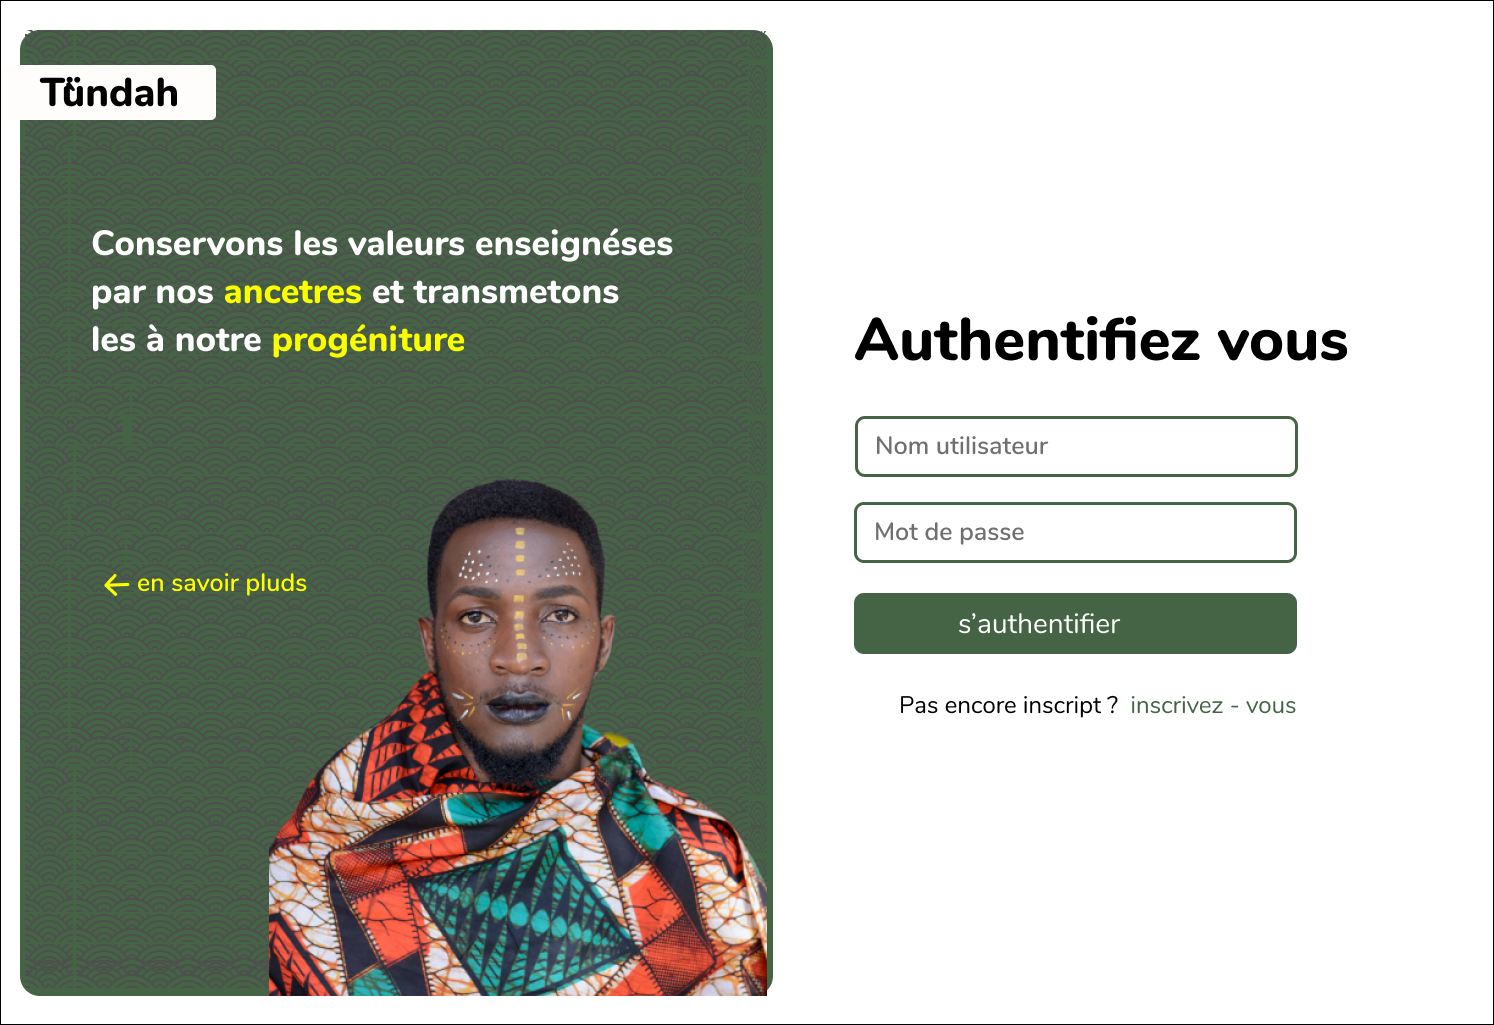 Tündah
Conservons les valeurs enseignéses
par nos ancetres et transmetons
les à notre progéniture
en savoir pluds
Authentifiez vous
Nom utilisateur
Mot de passe
s’authentifier
Pas encore inscript ? inscrivez - vous